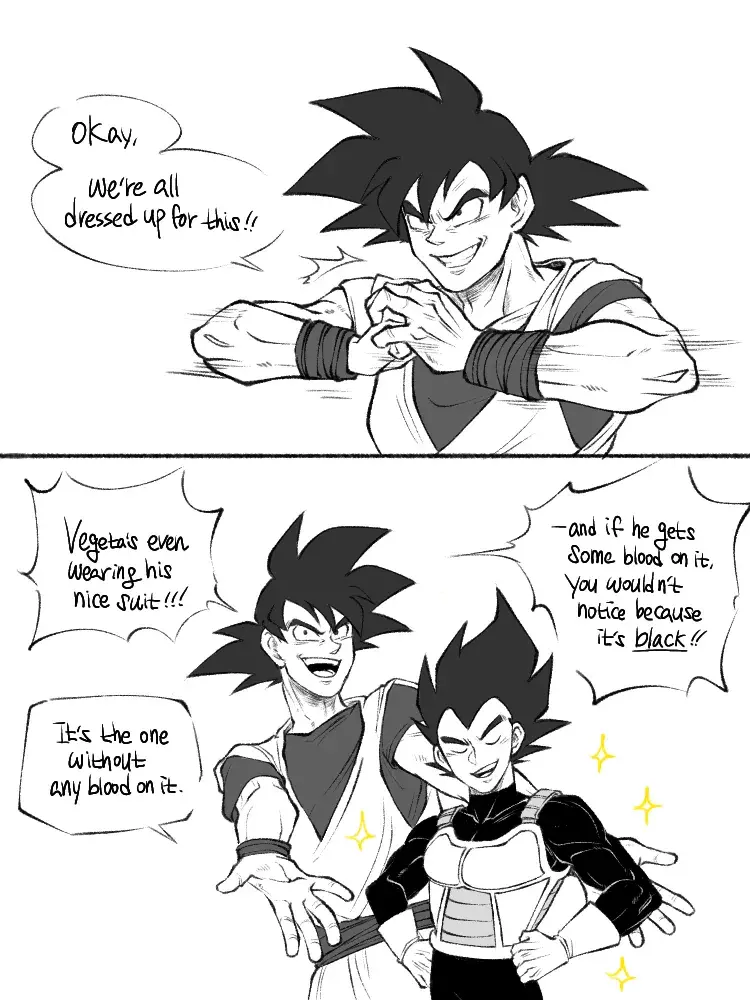 Okay,
We're all
dressed up for this!!
Vegeta's even
wearing his
nice suit!!!
It's the one
without
any blood on it.
—and if he gets
some blood on it,
you wouldn't
notice because
it's black!!